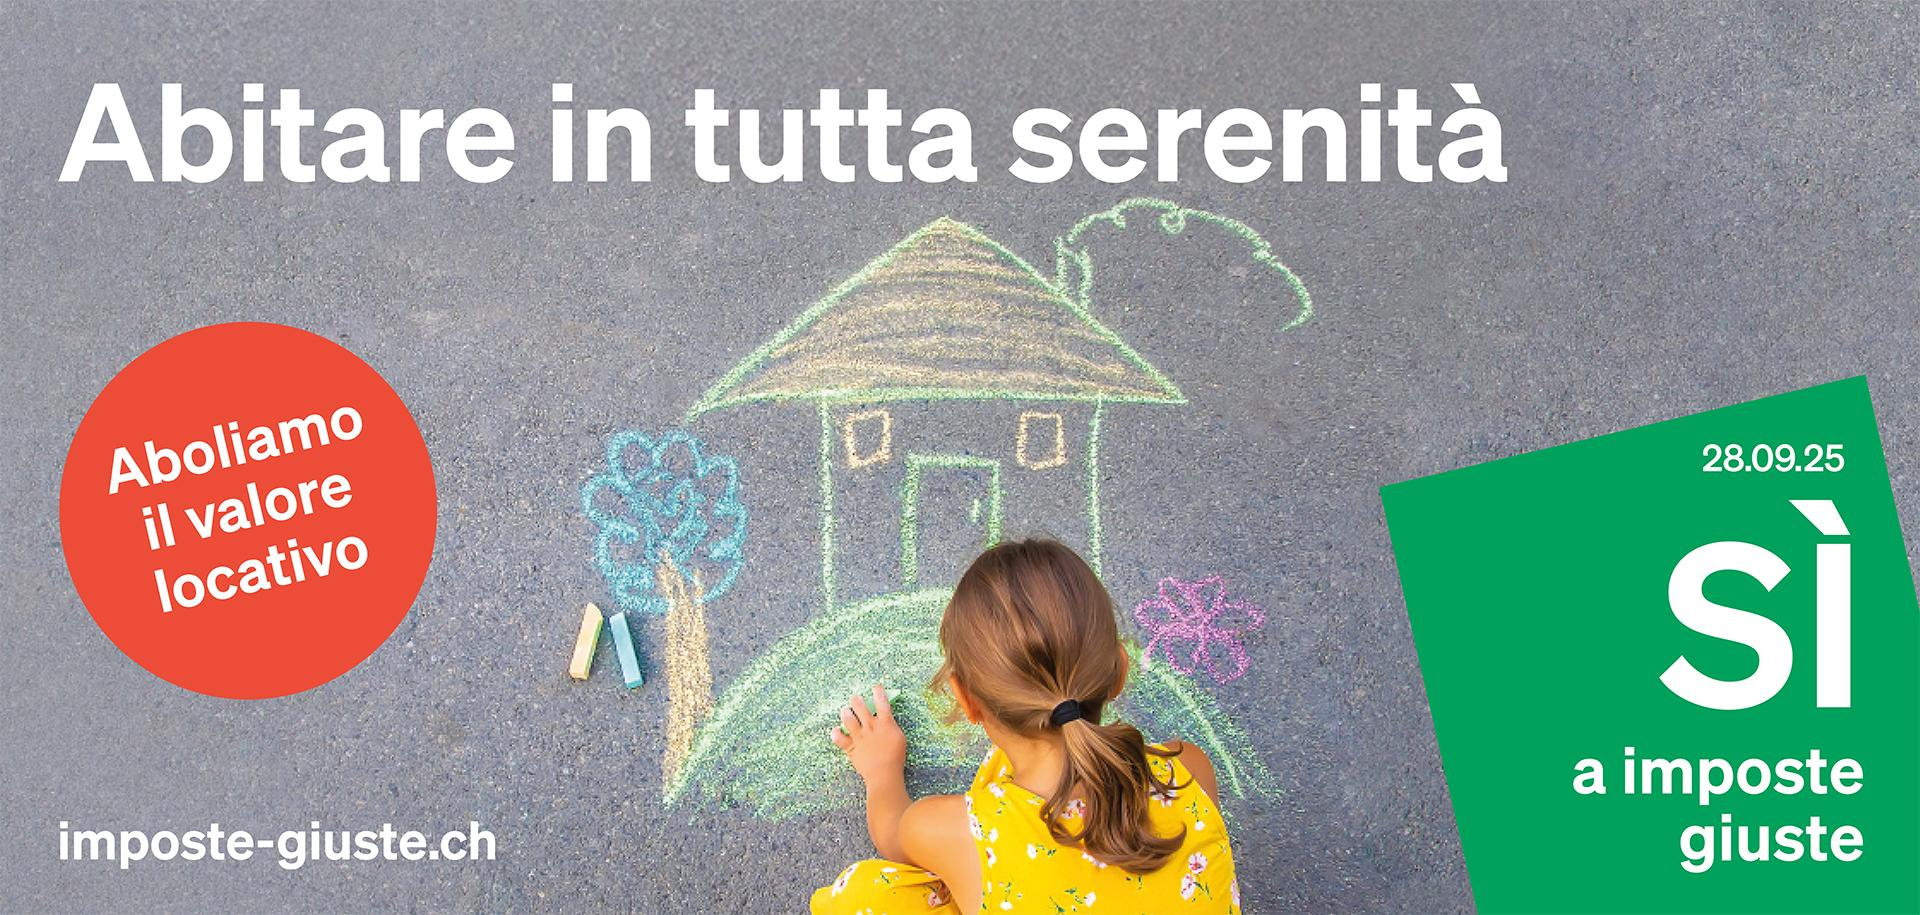 Abitare in tutta serenità
Aboliamo
il valore
locativo
28.09.25
SÌ
a imposte
giuste
imposte-giuste.ch